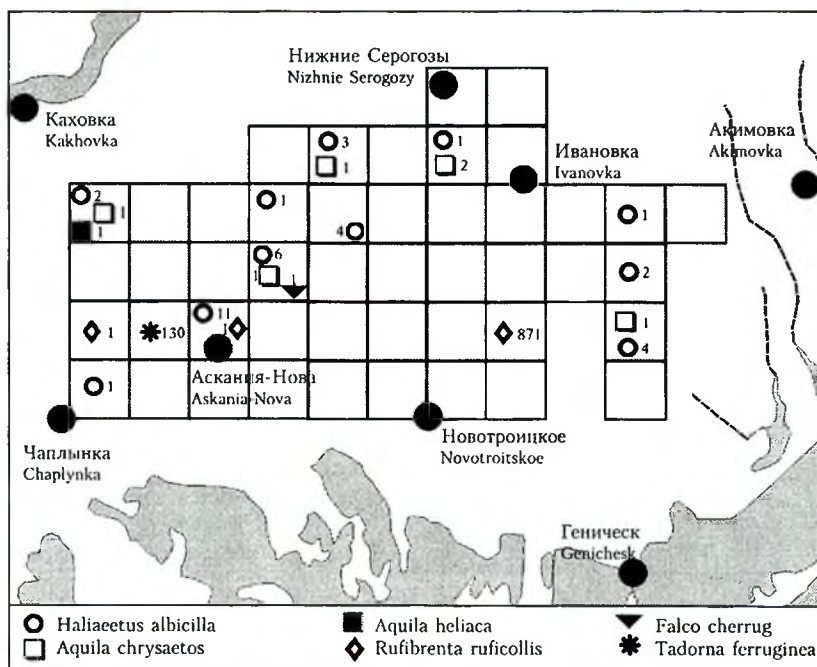 Нижние Серогозы
Nizhnie Serogozy
Каховка
Kakhovka
Акимовка
Akimovka
3
1
1
2
Ивановка
Ivanovka
2
1
1
1
4
1
6
1
1
2
1
130
11
1
871
1
4
1
Аскания-Нова
Askania-Nova
Чаплынка
Chaplynka
Новотроицкое
Novotroitskoe
Геническ
Genichesk
Haliaeetus albicilla
Aquila heliaca
Falco cherrug
Aquila chrysaetos
Rufibrenta ruficollis
Tadorna ferruginea